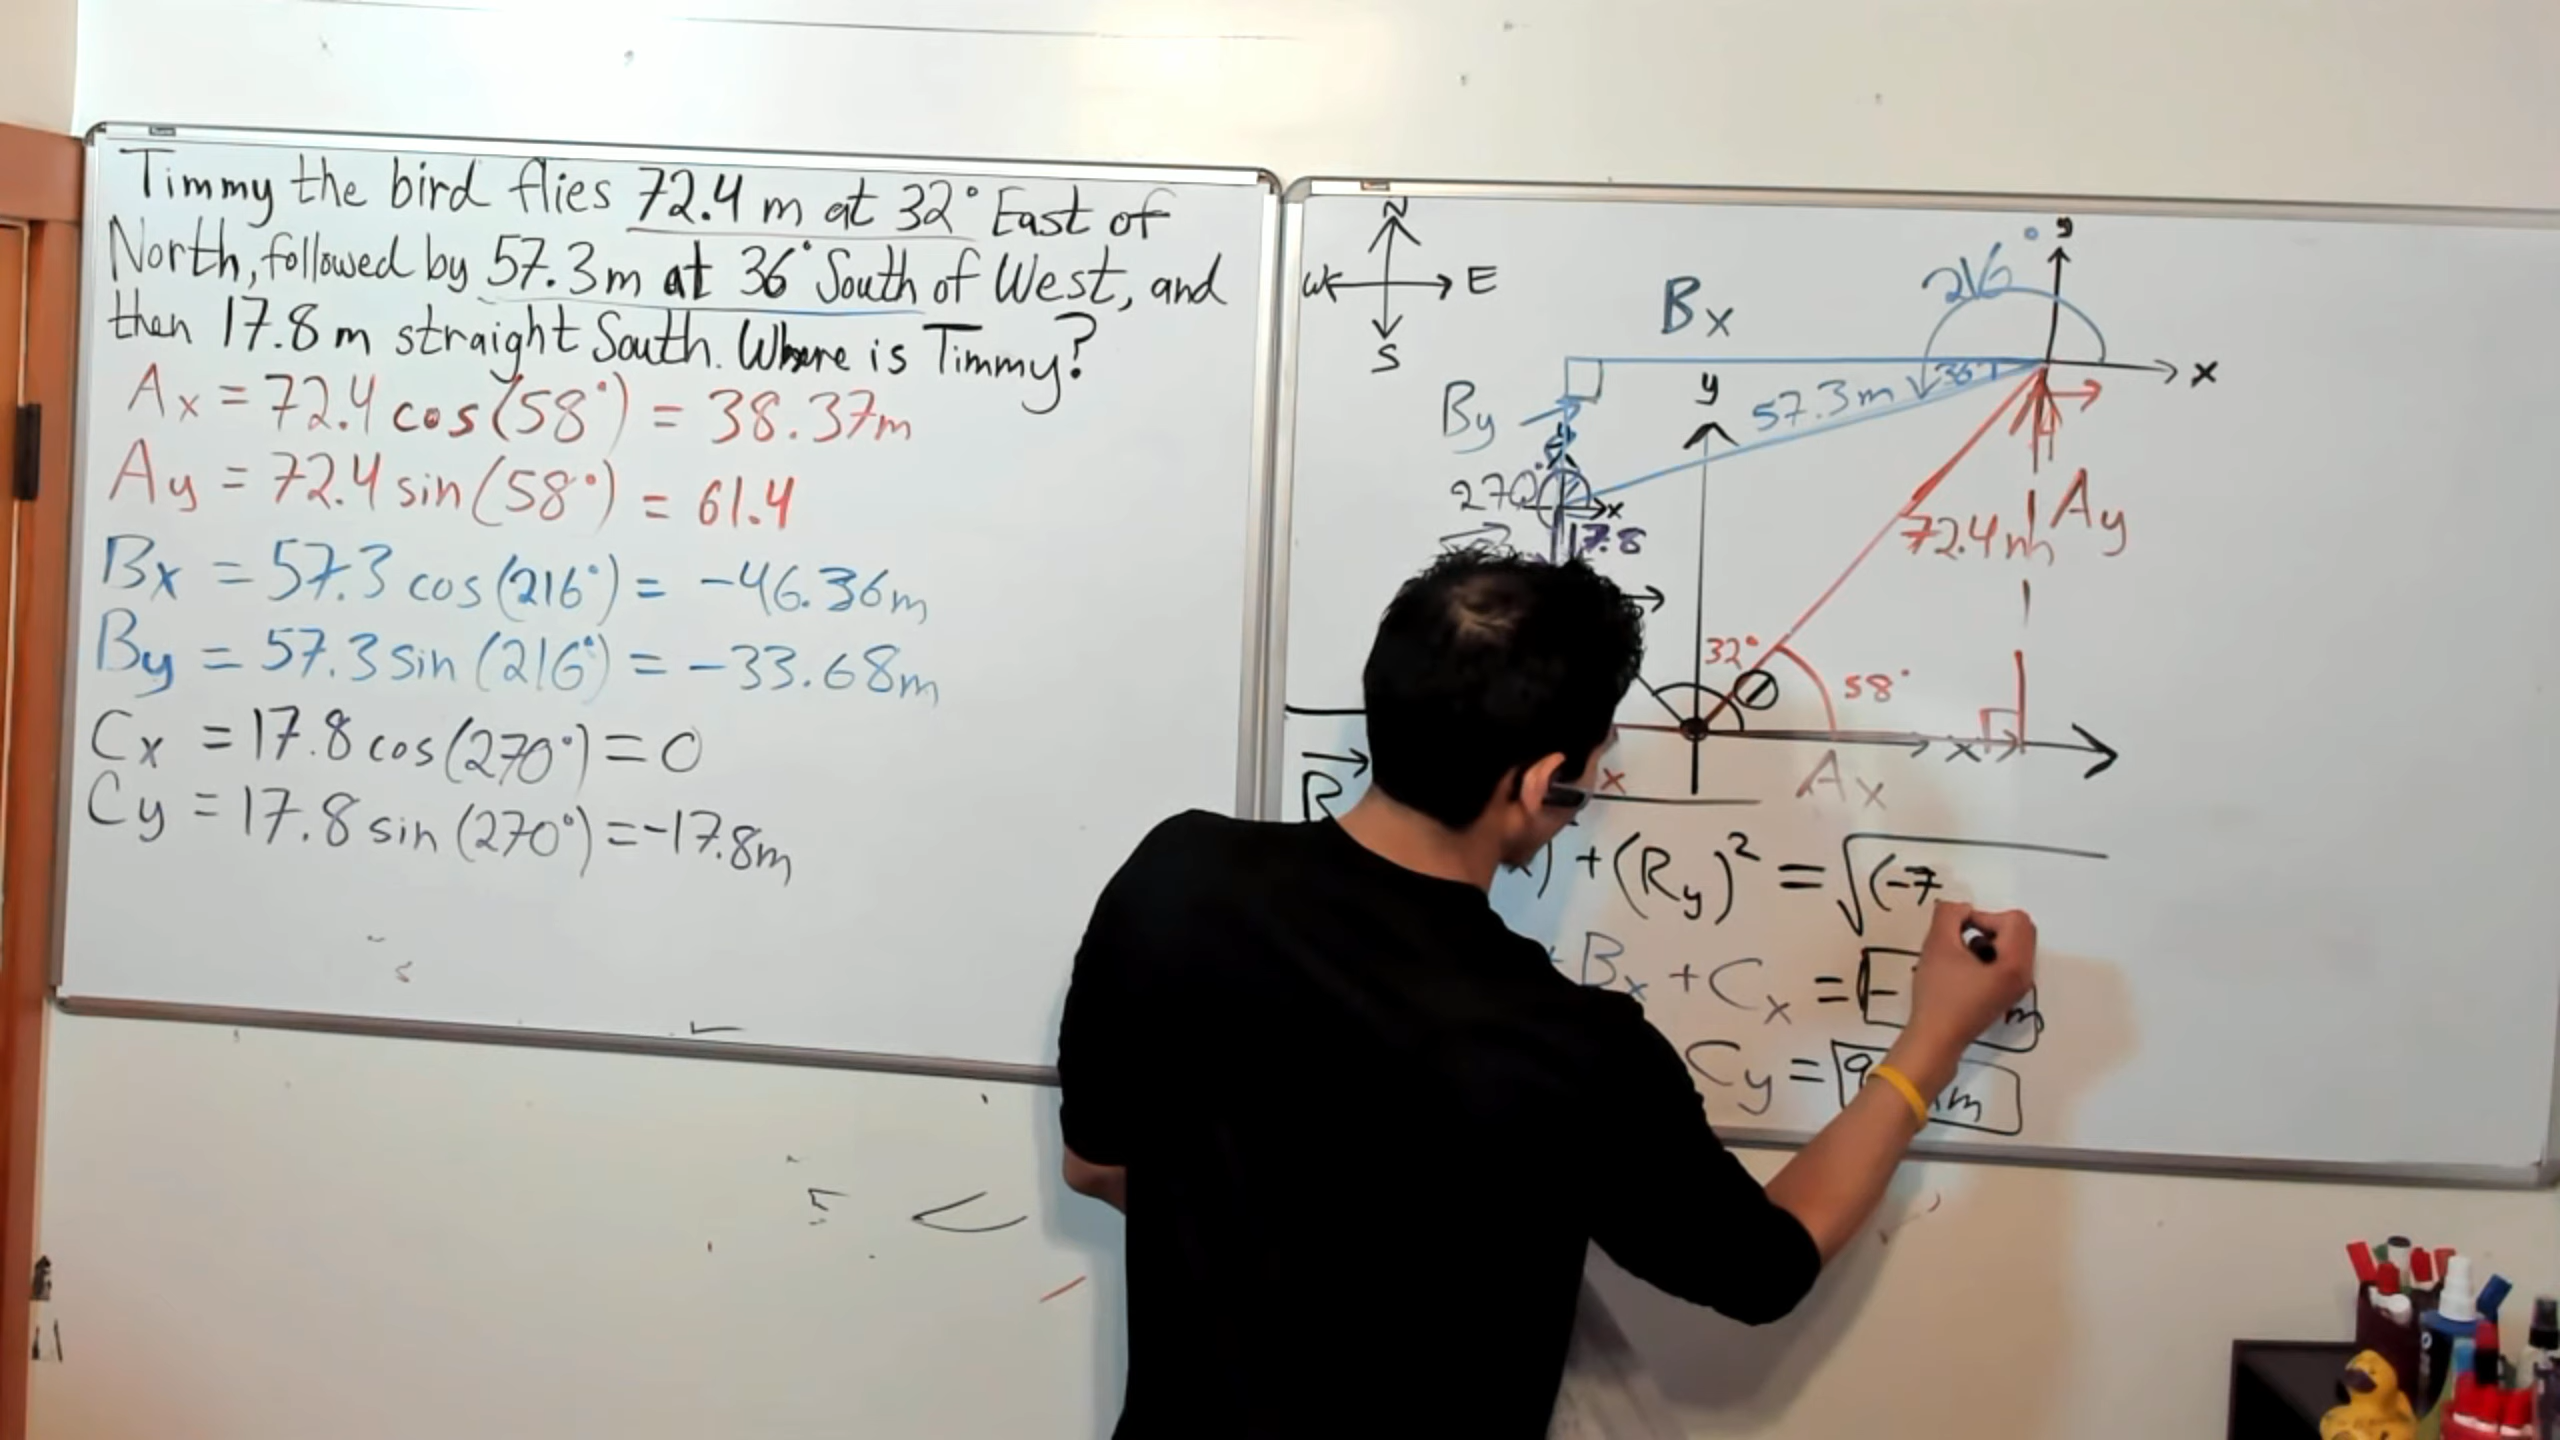 Timmy the bird flies 72.4 m at 32° East of
North, followed by 57.3m at 36° South of West, and
then 17.8 m straight South. Where is Timmy?
Ax = 72.4 cos(58°) = 38.37m
Ay = 72.4 sin(58°) = 61.4
Bx = 57.3 cos(216°) = -46.36m
By = 57.3 sin(216°) = -33.68m
Cx = 17.8 cos(270°) = 0
Cy = 17.8 sin(270°) = -17.8m
N
W E
S
Bx
216°
y
x
36°
57.3m
y
By
270°
x
17.8
72.4m
Ay
32°
58°
x
Ax
x
R
+ (Ry)² = √(-7
+ Bx + Cx = - m
Cy = 9 m